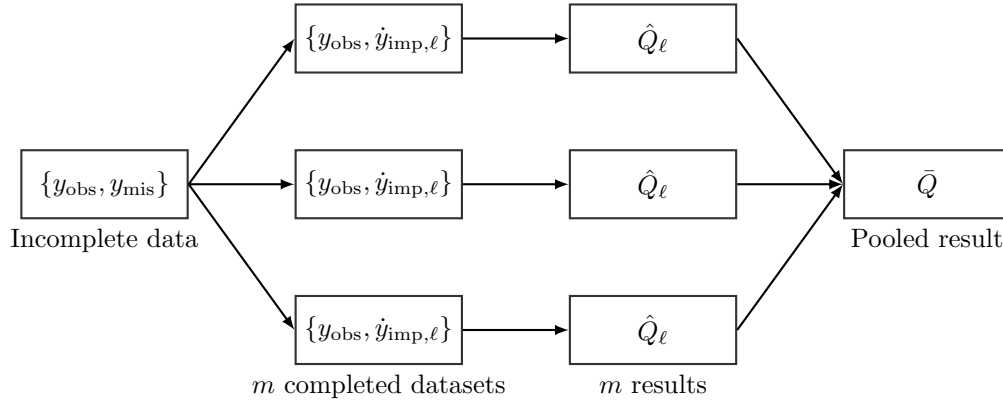 {y_obs, ẏ_imp,ℓ}
Q̂_ℓ
{y_obs, y_mis}
{y_obs, ẏ_imp,ℓ}
Q̂_ℓ
Q̄
Incomplete data
Pooled result
{y_obs, ẏ_imp,ℓ}
Q̂_ℓ
m completed datasets
m results